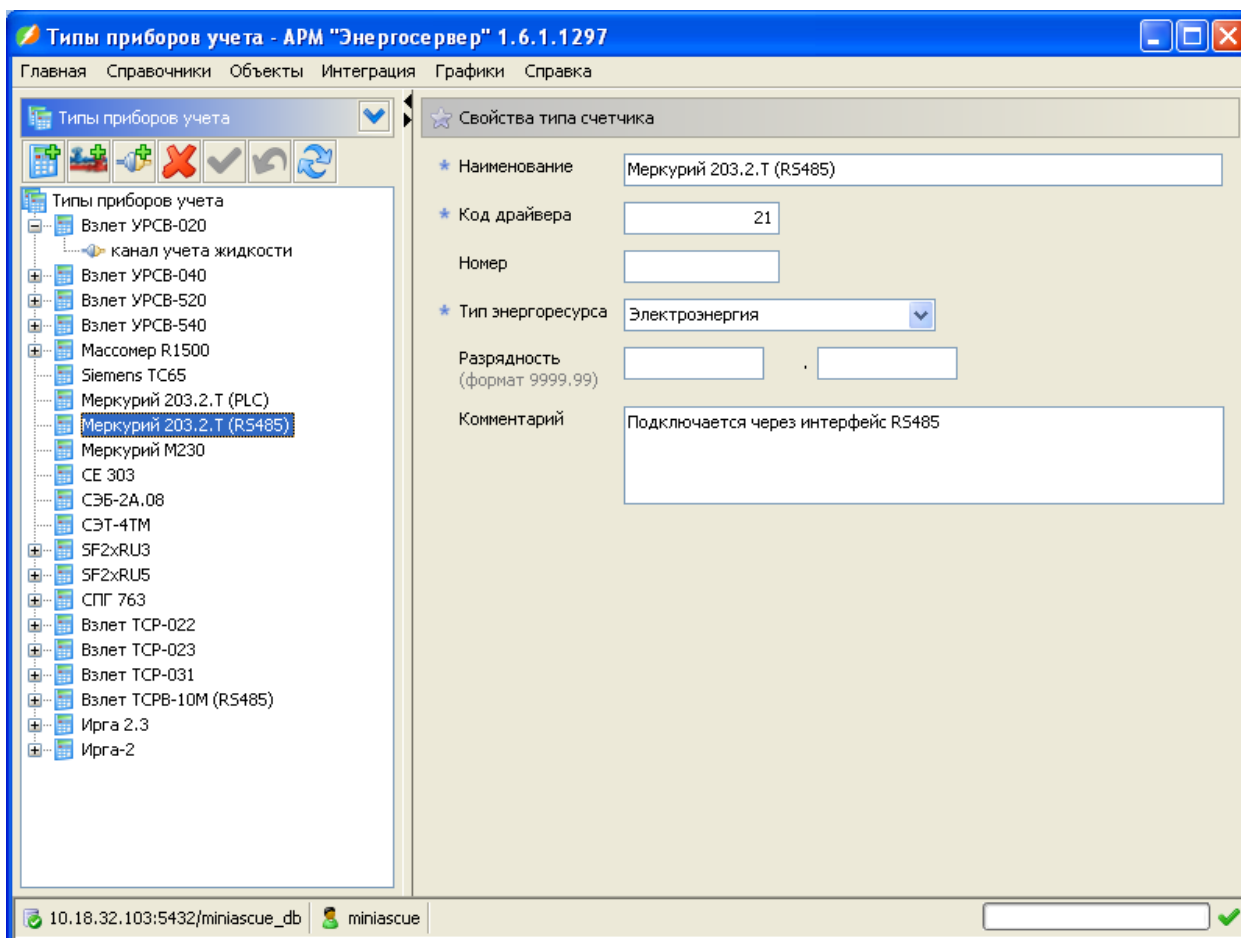 Типы приборов учета - АРМ "Энергосервер" 1.6.1.1297
Главная Справочники Объекты Интеграция Графики Справка
Типы приборов учета
Типы приборов учета
Взлет УРСВ-020
канал учета жидкости
Взлет УРСВ-040
Взлет УРСВ-520
Взлет УРСВ-540
Массомер R1500
Siemens TC65
Меркурий 203.2.T (PLC)
Меркурий 203.2.T (RS485)
Меркурий М230
СЕ 303
СЭБ-2А.08
СЭТ-4ТМ
SF2xRU3
SF2xRU5
СПГ 763
Взлет ТСР-022
Взлет ТСР-023
Взлет ТСР-031
Взлет ТСРВ-10М (RS485)
Ирга 2.3
Ирга-2
Свойства типа счетчика
* Наименование Меркурий 203.2.T (RS485)
* Код драйвера 21
Номер
* Тип энергоресурса Электроэнергия
Разрядность .
(формат 9999.99)
Комментарий Подключается через интерфейс RS485
10.18.32.103:5432/miniascue_db miniascue